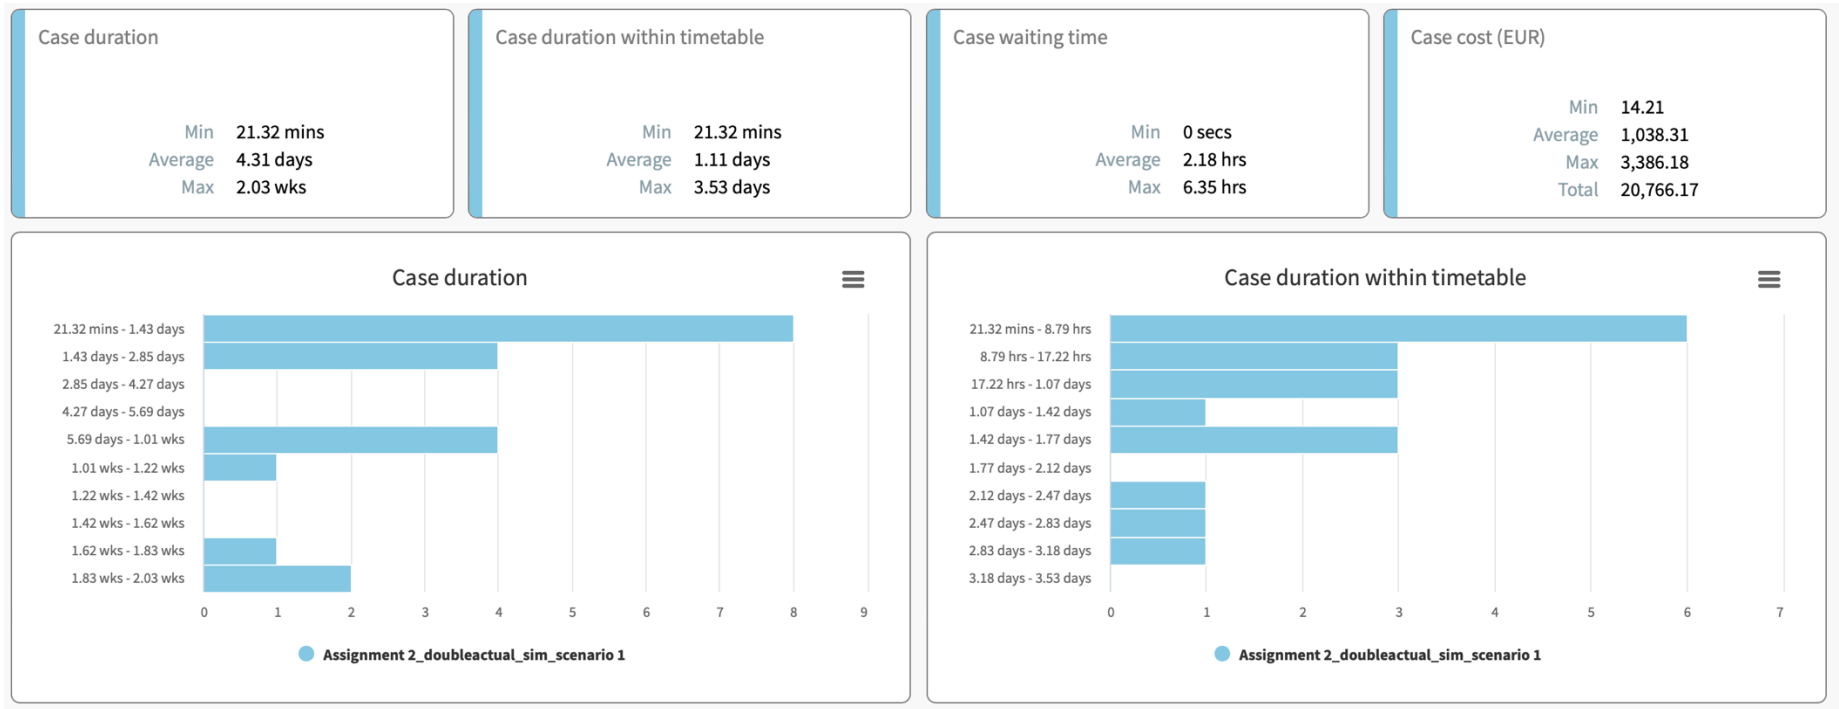 Case duration
Min 21.32 mins
Average 4.31 days
Max 2.03 wks
Case duration within timetable
Min 21.32 mins
Average 1.11 days
Max 3.53 days
Case waiting time
Min 0 secs
Average 2.18 hrs
Max 6.35 hrs
Case cost (EUR)
Min 14.21
Average 1,038.31
Max 3,386.18
Total 20,766.17
Case duration
21.32 mins - 1.43 days
1.43 days - 2.85 days
2.85 days - 4.27 days
4.27 days - 5.69 days
5.69 days - 1.01 wks
1.01 wks - 1.22 wks
1.22 wks - 1.42 wks
1.42 wks - 1.62 wks
1.62 wks - 1.83 wks
1.83 wks - 2.03 wks
0 1 2 3 4 5 6 7 8 9
Assignment 2_doubleactual_sim_scenario 1
Case duration within timetable
21.32 mins - 8.79 hrs
8.79 hrs - 17.22 hrs
17.22 hrs - 1.07 days
1.07 days - 1.42 days
1.42 days - 1.77 days
1.77 days - 2.12 days
2.12 days - 2.47 days
2.47 days - 2.83 days
2.83 days - 3.18 days
3.18 days - 3.53 days
0 1 2 3 4 5 6 7
Assignment 2_doubleactual_sim_scenario 1